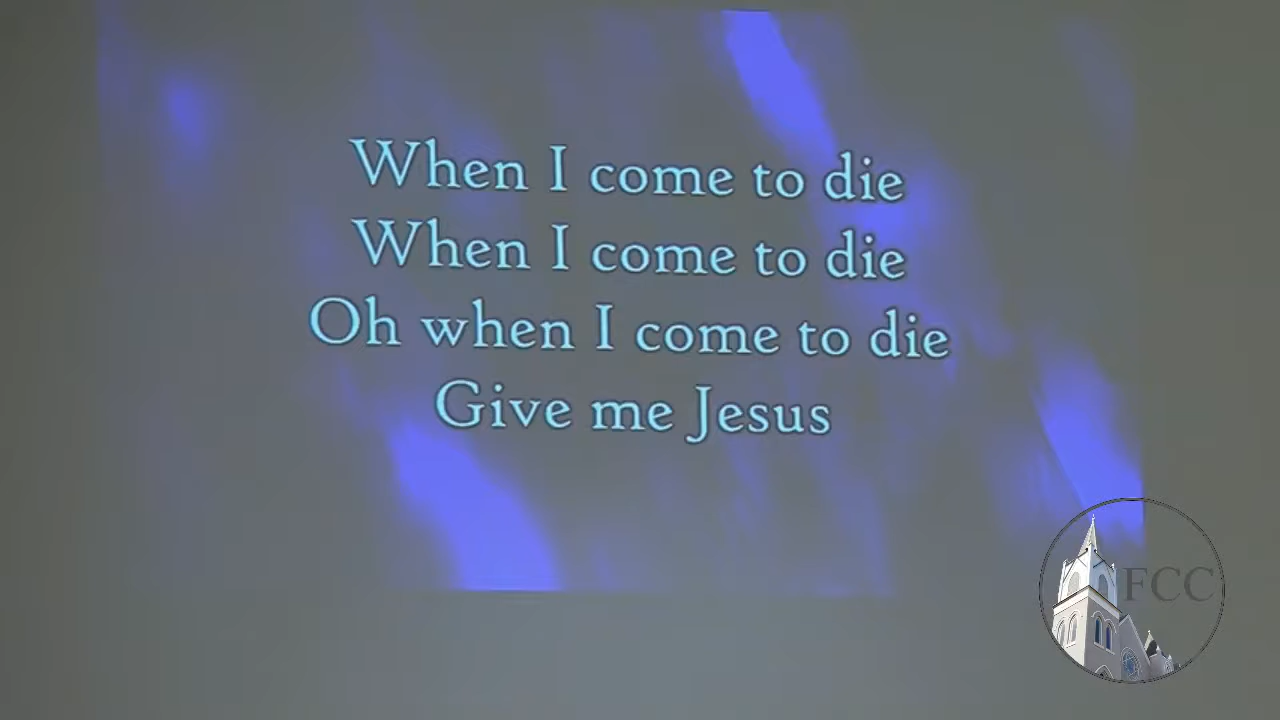 When I come to die
When I come to die
Oh when I come to die
Give me Jesus
FCC